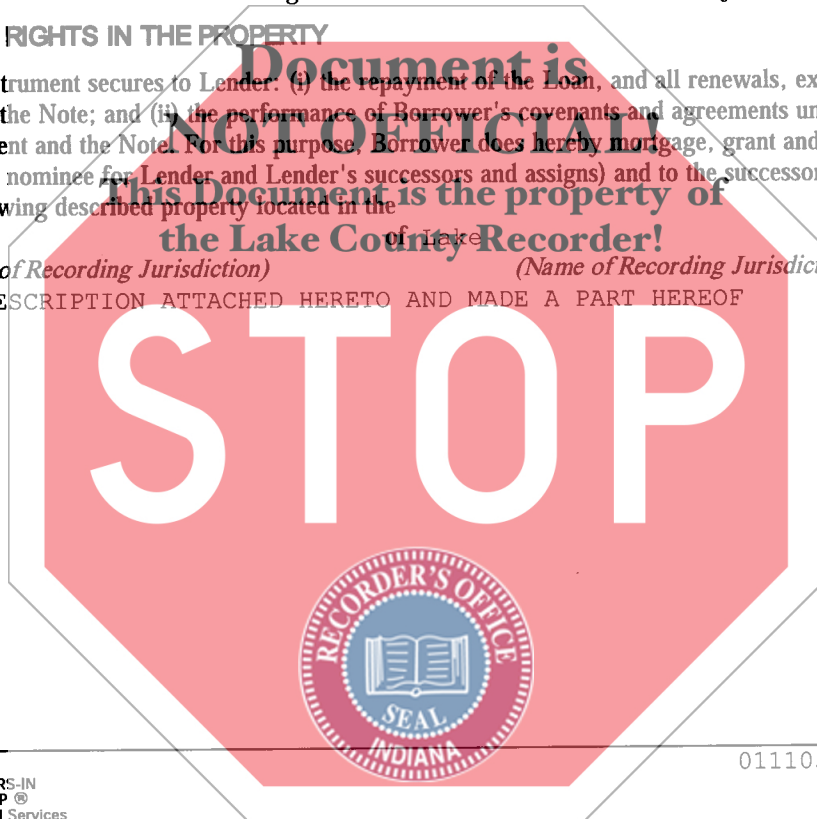 RIGHTS IN THE PROPERTY
Document is
trument secures to Lender: (i) the repayment of the Loan, and all renewals, ex
the Note; and (ii) the performance of Borrower's covenants and agreements un
NOT OFFICIAL!
ent and the Note. For this purpose, Borrower does hereby mortgage, grant and
nominee for Lender and Lender's successors and assigns) and to the successor
This Document is the property of
wing described property located in the
the Lake County Recorder!
of Lake
of Recording Jurisdiction) (Name of Recording Jurisdict
ESCRIPTION ATTACHED HERETO AND MADE A PART HEREOF
STOP
RECORDER'S OFFICE
SEAL
INDIANA
01110
RS-IN
P ®
Services